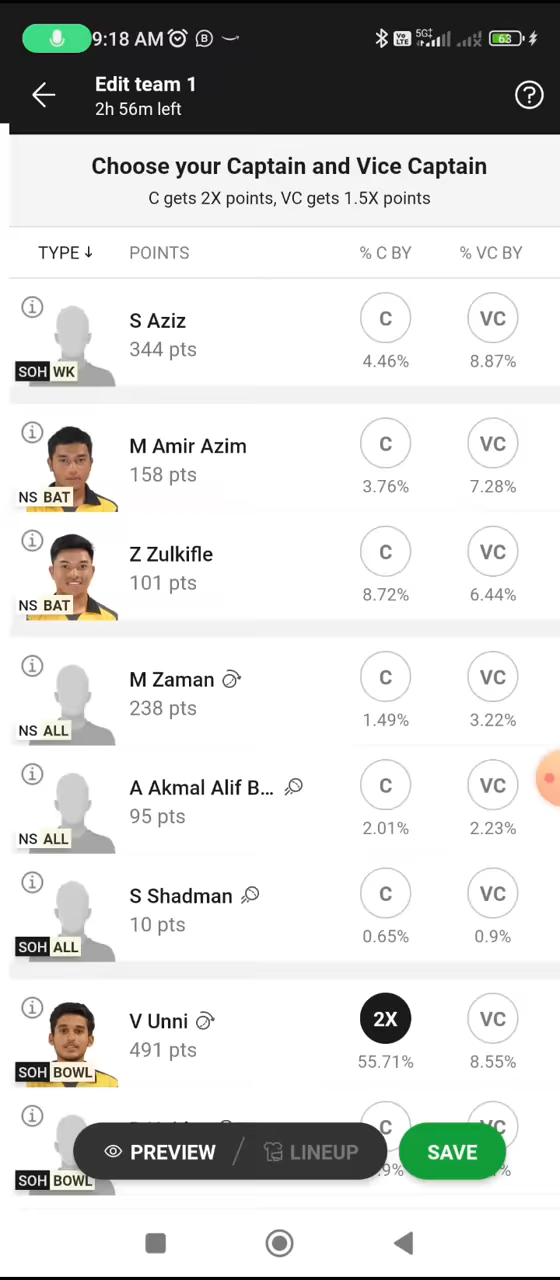 9:18 AM
Vo
LTE
5G
63
Edit team 1
2h 56m left
?
Choose your Captain and Vice Captain
C gets 2X points, VC gets 1.5X points
TYPE ↓ POINTS % C BY % VC BY
S Aziz
344 pts
SOH WK
C VC
4.46% 8.87%
M Amir Azim
158 pts
NS BAT
C VC
3.76% 7.28%
Z Zulkifle
101 pts
NS BAT
C VC
8.72% 6.44%
M Zaman
238 pts
NS ALL
C VC
1.49% 3.22%
A Akmal Alif B...
95 pts
NS ALL
C VC
2.01% 2.23%
S Shadman
10 pts
SOH ALL
C VC
0.65% 0.9%
V Unni
491 pts
SOH BOWL
2X VC
55.71% 8.55%
SOH BOWL
C VC
PREVIEW / LINEUP
SAVE